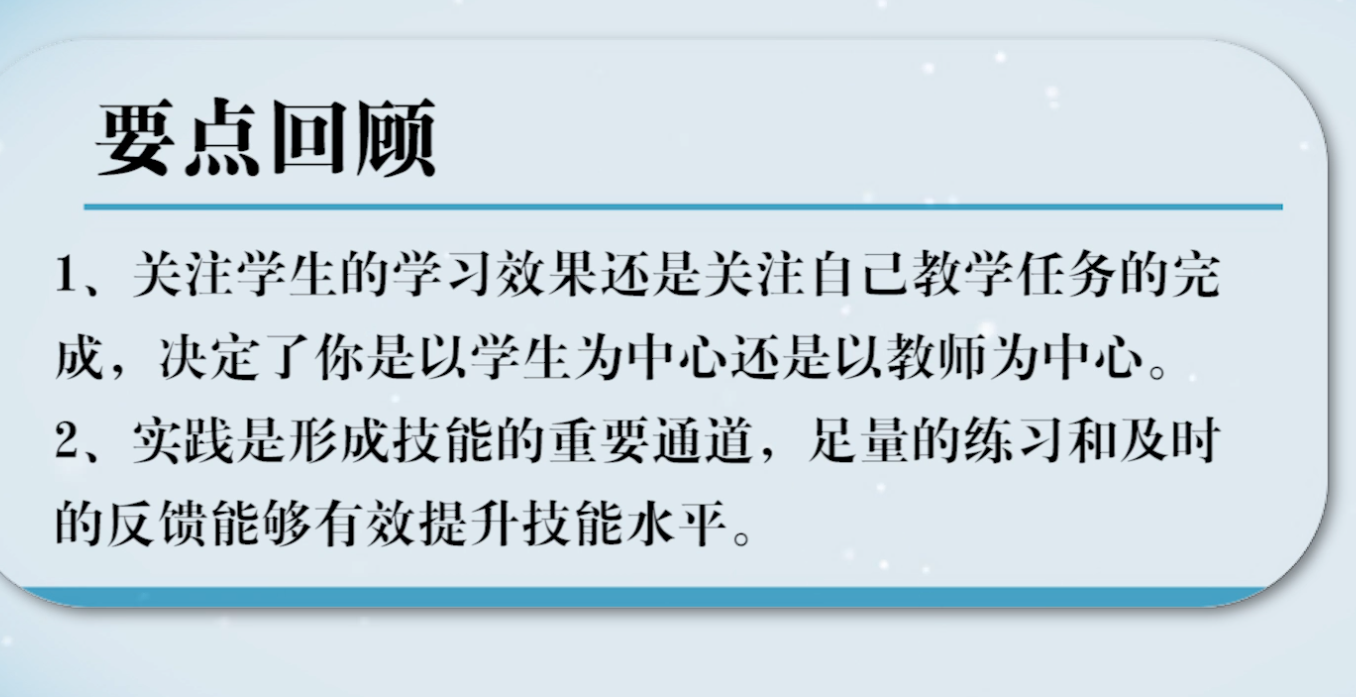 要点回顾
1、关注学生的学习效果还是关注自己教学任务的完
成，决定了你是以学生为中心还是以教师为中心。
2、实践是形成技能的重要通道，足量的练习和及时
的反馈能够有效提升技能水平。